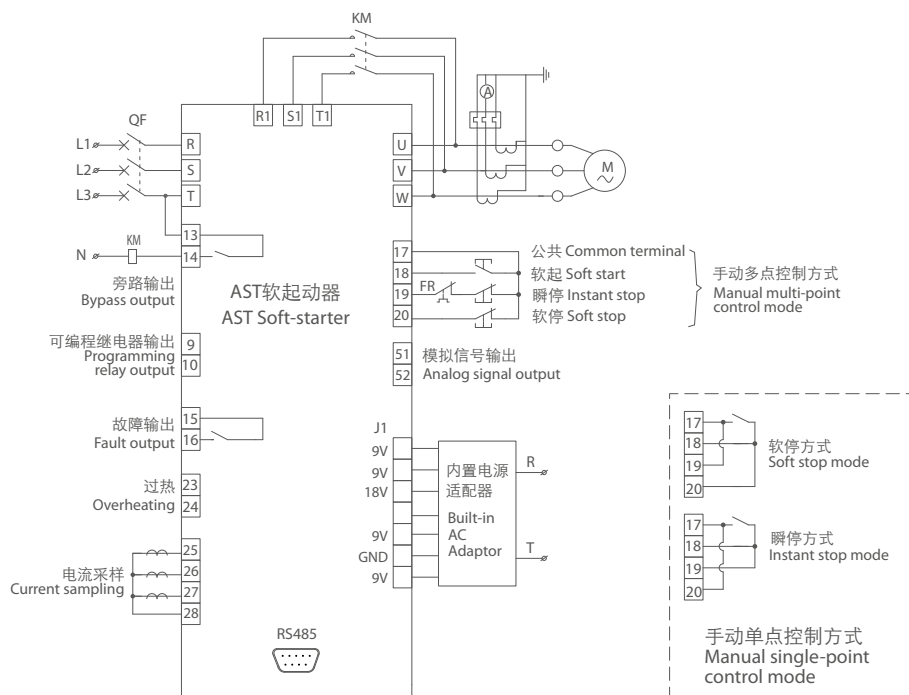 KM
R1 S1 T1
A
QF
L1
L2
L3
R
S
T
U
V
W
M
N
KM
13
14
旁路输出
Bypass output
AST软起动器
AST Soft-starter
17
18
19
20
FR
公共 Common terminal
软起 Soft start
瞬停 Instant stop
软停 Soft stop
手动多点控制方式
Manual multi-point
control mode
可编程继电器输出
Programming
relay output
9
10
51
52
模拟信号输出
Analog signal output
故障输出
Fault output
15
16
过热
Overheating
23
24
电流采样
Current sampling
25
26
27
28
RS485
J1
9V
9V
18V
9V
GND
9V
内置电源
适配器
Built-in
AC
Adaptor
R
T
17
18
19
20
软停方式
Soft stop mode
17
18
19
20
瞬停方式
Instant stop mode
手动单点控制方式
Manual single-point
control mode